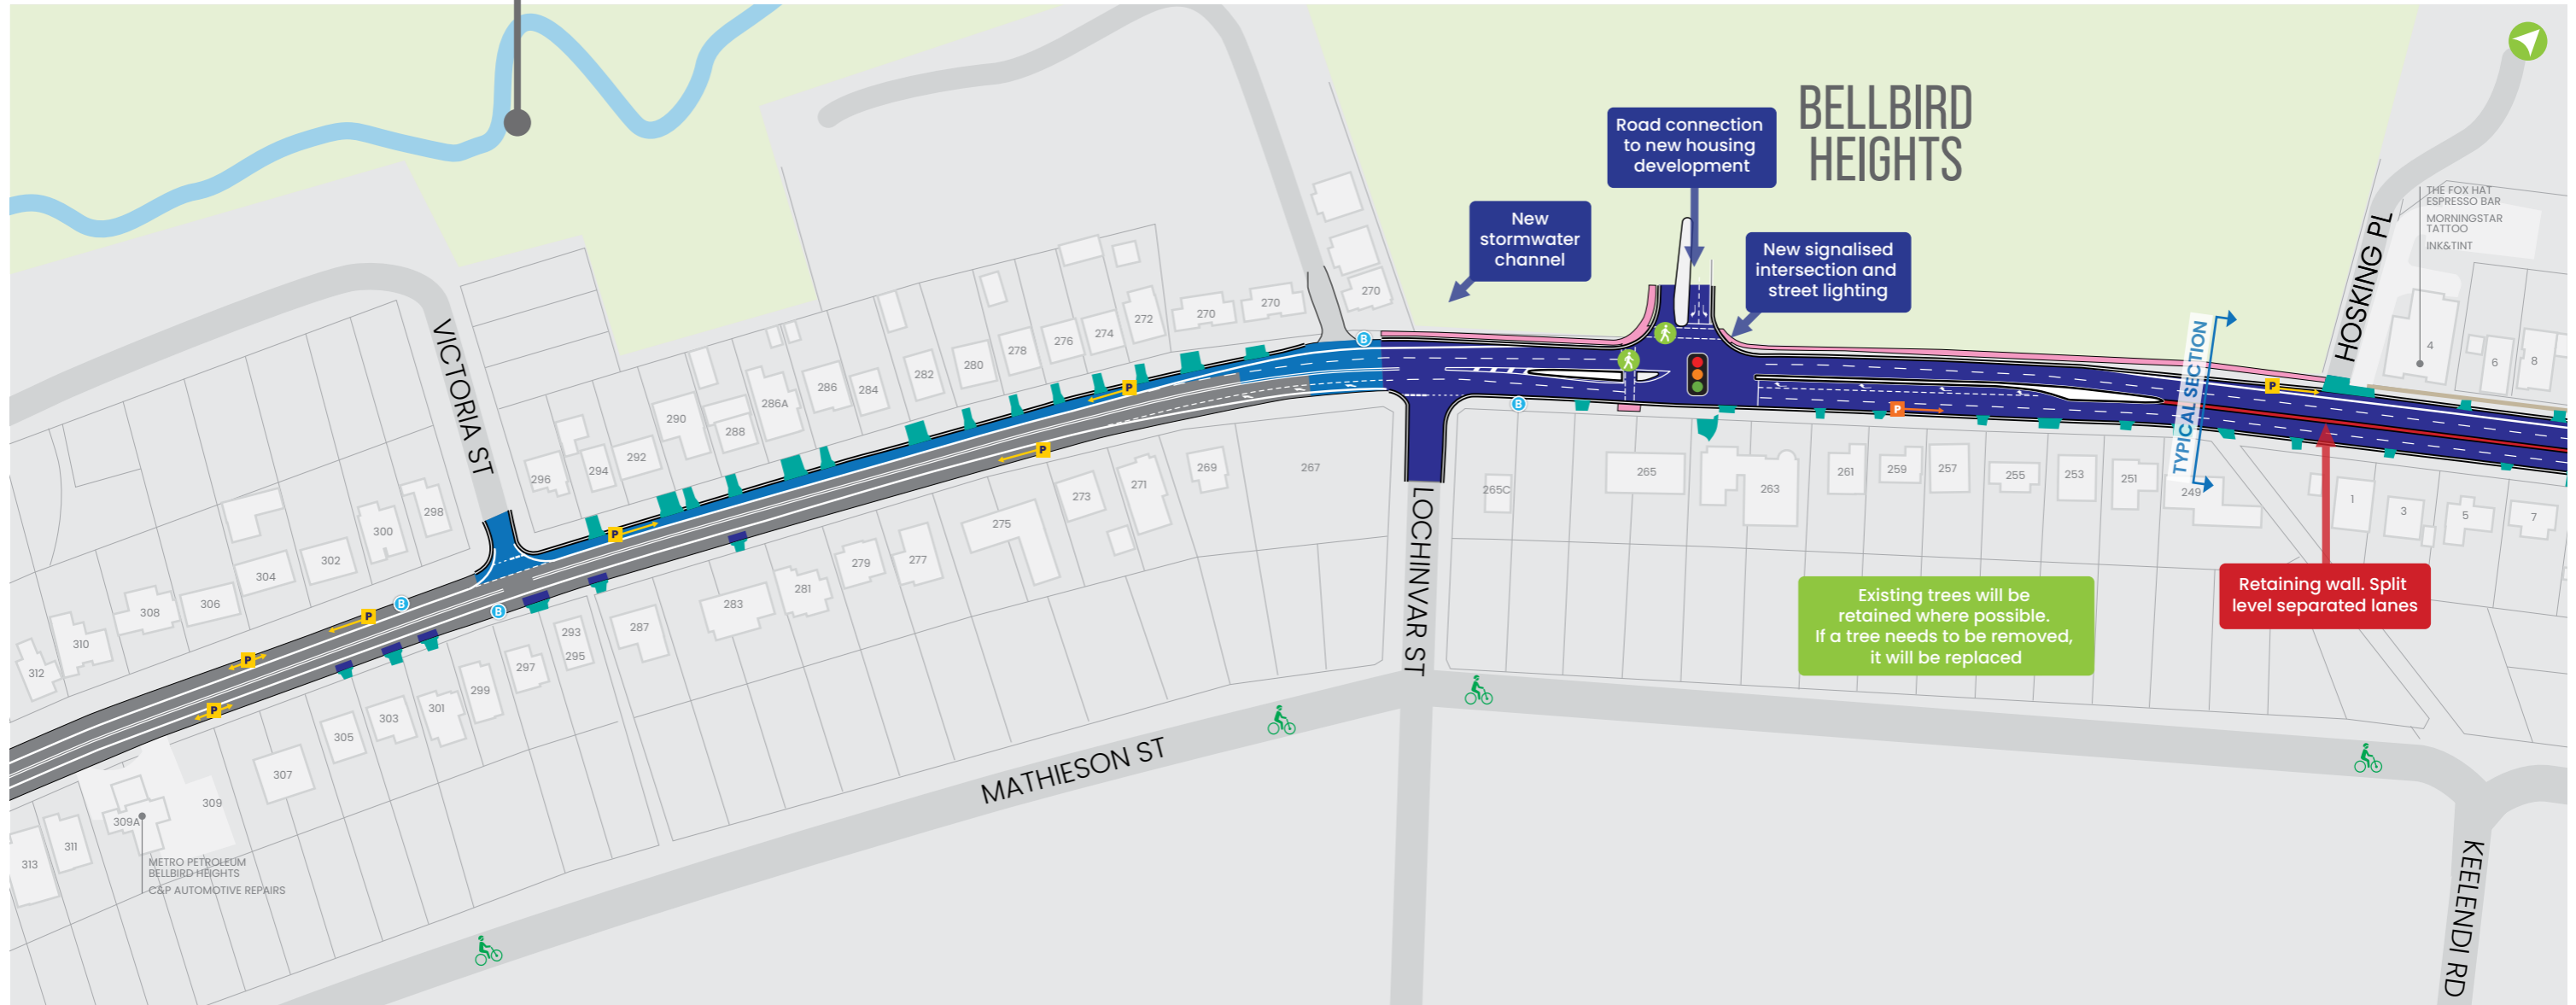 BELLBIRD
HEIGHTS
Road connection
to new housing
development
New
stormwater
channel
New signalised
intersection and
street lighting
THE FOX HAT
ESPRESSO BAR
MORNINGSTAR
TATTOO
INK&TINT
HOSKING PL
TYPICAL SECTION
VICTORIA ST
LOCHINVAR ST
MATHIESON ST
KEELENDI RD
Existing trees will be
retained where possible.
If a tree needs to be removed,
it will be replaced
Retaining wall. Split
level separated lanes
METRO PETROLEUM
BELLBIRD HEIGHTS
C&P AUTOMOTIVE REPAIRS
312
310
308
306
304
302
300
298
296
294
292
290
288
286A
286
284
282
280
278
276
274
272
270
270
270
4
6
8
313
311
309A
309
307
305
303
301
299
297
293
295
287
283
281
279
277
275
273
271
269
267
265C
265
263
261
259
257
255
253
251
249
1
3
5
7
P
P
P
P
P
P
P
P
P
B
B
B
B